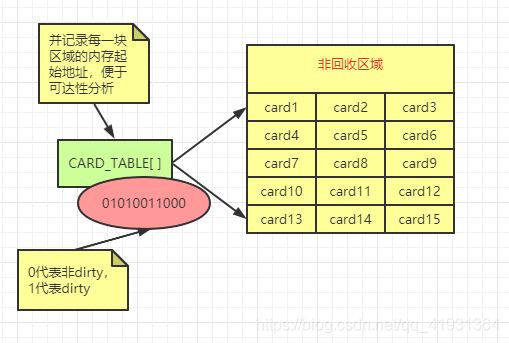 并记录每一块
区域的内存起
始地址，便于
可达性分析
非回收区域
card1 card2 card3
CARD_TABLE[ ]
card4 card5 card6
card7 card8 card9
card10 card11 card12
01010011000
card13 card14 card15
0代表非dirty，
1代表dirty
https://blog.csdn.net/qq_41931364